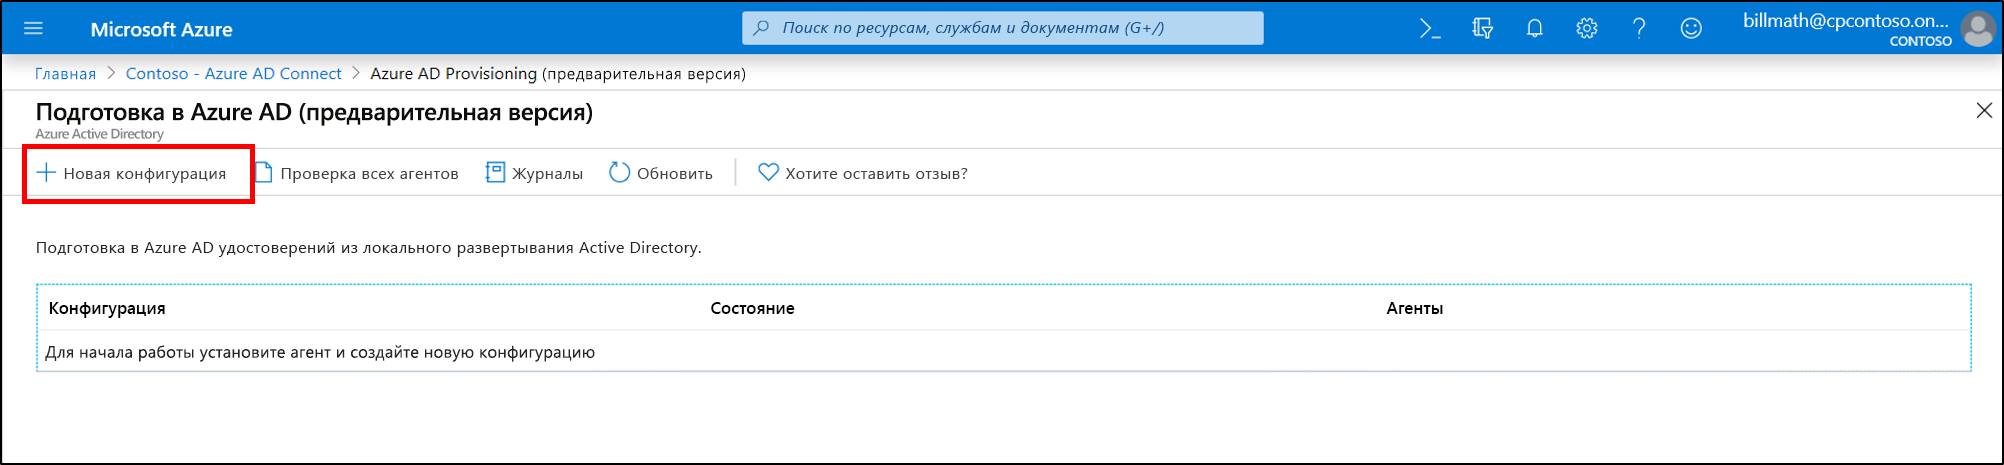 Microsoft Azure
Поиск по ресурсам, службам и документам (G+/)
billmath@cpcontoso.on...
CONTOSO
Главная > Contoso - Azure AD Connect > Azure AD Provisioning (предварительная версия)
Подготовка в Azure AD (предварительная версия)
Azure Active Directory
Новая конфигурация Проверка всех агентов Журналы Обновить Хотите оставить отзыв?
Подготовка в Azure AD удостоверений из локального развертывания Active Directory.
Конфигурация Состояние Агенты
Для начала работы установите агент и создайте новую конфигурацию